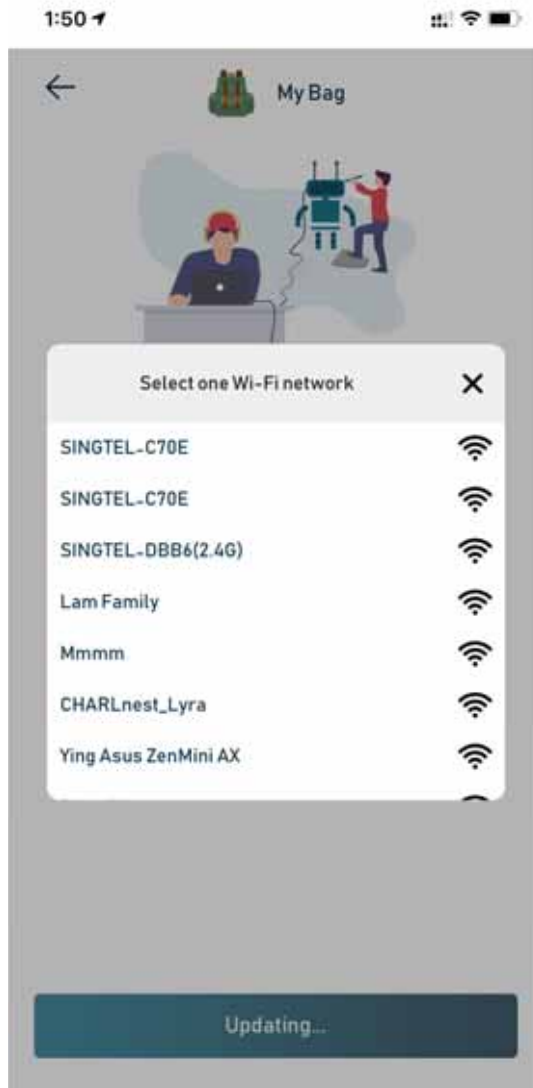 1:50
My Bag
Select one Wi-Fi network
SINGTEL-C70E
SINGTEL-C70E
SINGTEL-DBB6(2.4G)
Lam Family
Mmmm
CHARLnest_Lyra
Ying Asus ZenMini AX
Updating...